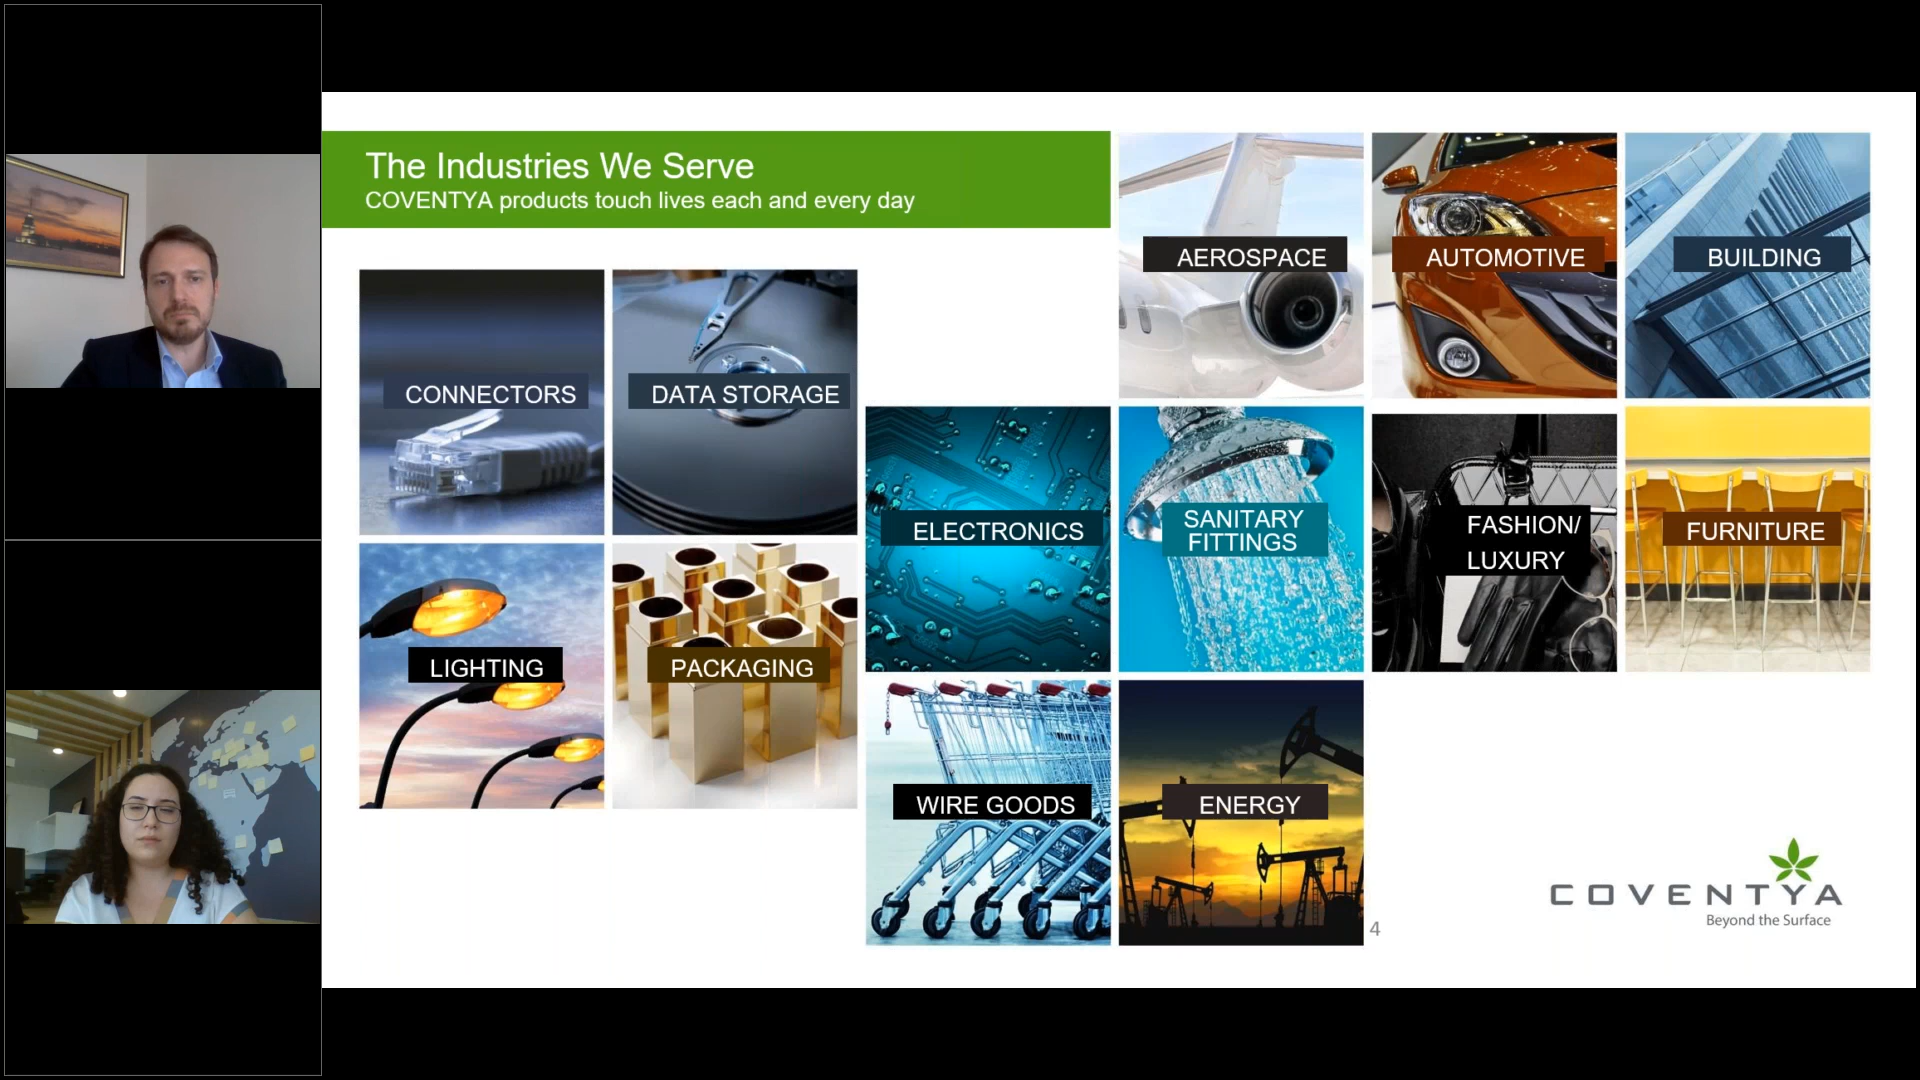 The Industries We Serve
COVENTYA products touch lives each and every day
AEROSPACE
AUTOMOTIVE
BUILDING
CONNECTORS
DATA STORAGE
ELECTRONICS
SANITARY
FITTINGS
FASHION/
LUXURY
FURNITURE
LIGHTING
PACKAGING
WIRE GOODS
ENERGY
4
COVENTYA
Beyond the Surface